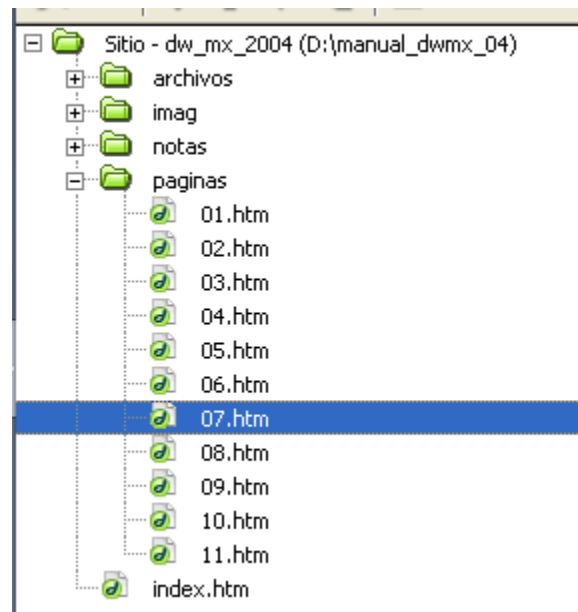 Sitio - dw_mx_2004 (D:\manual_dwmx_04)
archivos
imag
notas
paginas
01.htm
02.htm
03.htm
04.htm
05.htm
06.htm
07.htm
08.htm
09.htm
10.htm
11.htm
index.htm